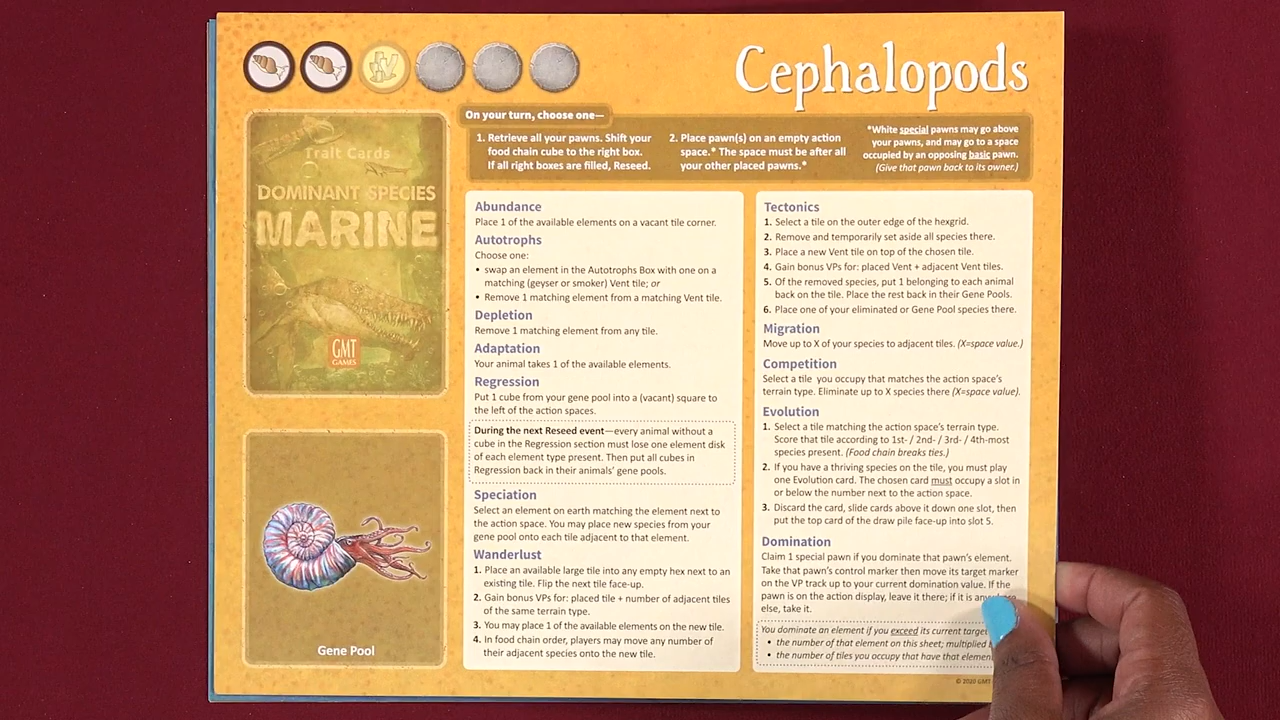 Cephalopods
Trait Cards
DOMINANT SPECIES
MARINE
GMT
GAMES
Gene Pool
On your turn, choose one—
1. Retrieve all your pawns. Shift your
food chain cube to the right box.
If all right boxes are filled, Reseed.
2. Place pawn(s) on an empty action
space.* The space must be after all
your other placed pawns.*
*White special pawns may go above
your pawns, and may go to a space
occupied by an opposing basic pawn.
(Give that pawn back to its owner.)
Abundance
Place 1 of the available elements on a vacant tile corner.
Autotrophs
Choose one:
• swap an element in the Autotrophs Box with one on a
matching (geyser or smoker) Vent tile; or
• Remove 1 matching element from a matching Vent tile.
Depletion
Remove 1 matching element from any tile.
Adaptation
Your animal takes 1 of the available elements.
Regression
Put 1 cube from your gene pool into a (vacant) square to
the left of the action spaces.
During the next Reseed event—every animal without a
cube in the Regression section must lose one element disk
of each element type present. Then put all cubes in
Regression back in their animals' gene pools.
Speciation
Select an element on earth matching the element next to
the action space. You may place new species from your
gene pool onto each tile adjacent to that element.
Wanderlust
1. Place an available large tile into any empty hex next to an
existing tile. Flip the next tile face-up.
2. Gain bonus VPs for: placed tile + number of adjacent tiles
of the same terrain type.
3. You may place 1 of the available elements on the new tile.
4. In food chain order, players may move any number of
their adjacent species onto the new tile.
Tectonics
1. Select a tile on the outer edge of the hexgrid.
2. Remove and temporarily set aside all species there.
3. Place a new Vent tile on top of the chosen tile.
4. Gain bonus VPs for: placed Vent + adjacent Vent tiles.
5. Of the removed species, put 1 belonging to each animal
back on the tile. Place the rest back in their Gene Pools.
6. Place one of your eliminated or Gene Pool species there.
Migration
Move up to X of your species to adjacent tiles. (X=space value.)
Competition
Select a tile you occupy that matches the action space's
terrain type. Eliminate up to X species there (X=space value).
Evolution
1. Select a tile matching the action space's terrain type.
Score that tile according to 1st- / 2nd- / 3rd- / 4th-most
species present. (Food chain breaks ties.)
2. If you have a thriving species on the tile, you must play
one Evolution card. The chosen card must occupy a slot in
or below the number next to the action space.
3. Discard the card, slide cards above it down one slot, then
put the top card of the draw pile face-up into slot 5.
Domination
Claim 1 special pawn if you dominate that pawn's element.
Take that pawn's control marker then move its target marker
on the VP track up to your current domination value. If the
pawn is on the action display, leave it there; if it is
else, take it.
You dominate an element if you exceed its current target
• the number of that element on this sheet; multiplied
• the number of tiles you occupy that have that element
© 2020 GMT